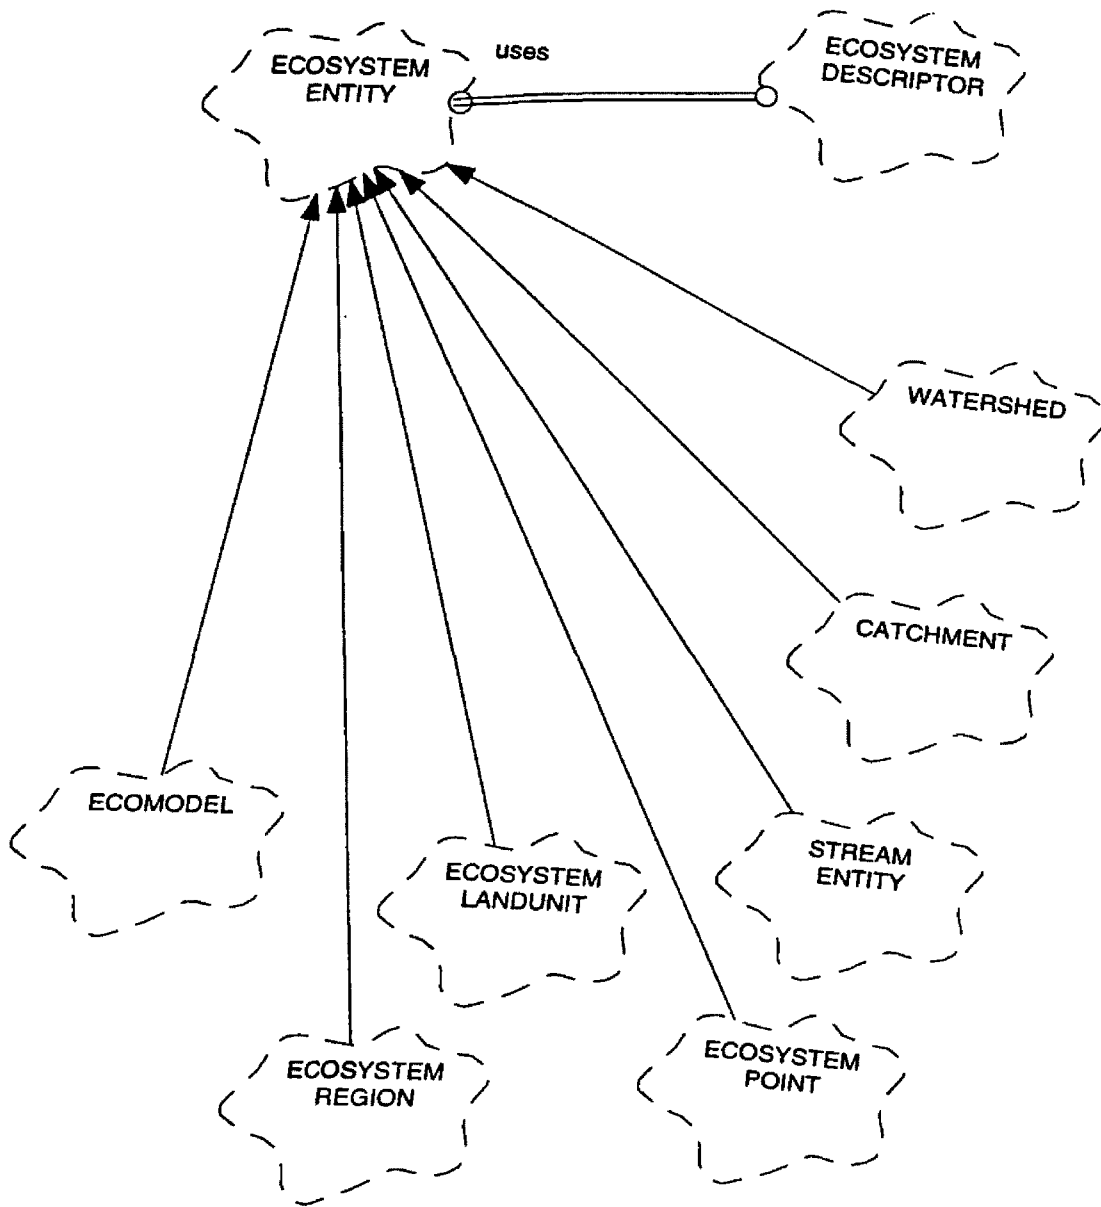 ECOSYSTEM
ENTITY
uses
ECOSYSTEM
DESCRIPTOR
WATERSHED
CATCHMENT
ECOMODEL
STREAM
ENTITY
ECOSYSTEM
LANDUNIT
ECOSYSTEM
POINT
ECOSYSTEM
REGION